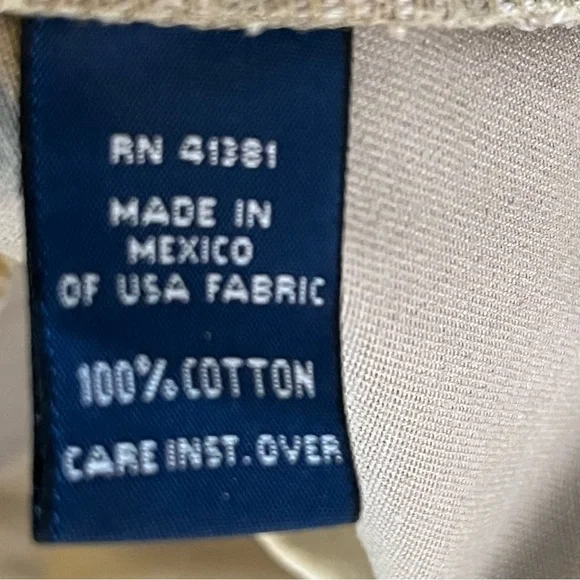 RN 41381
MADE IN
MEXICO
OF USA FABRIC
100% COTTON
CARE INST. OVER